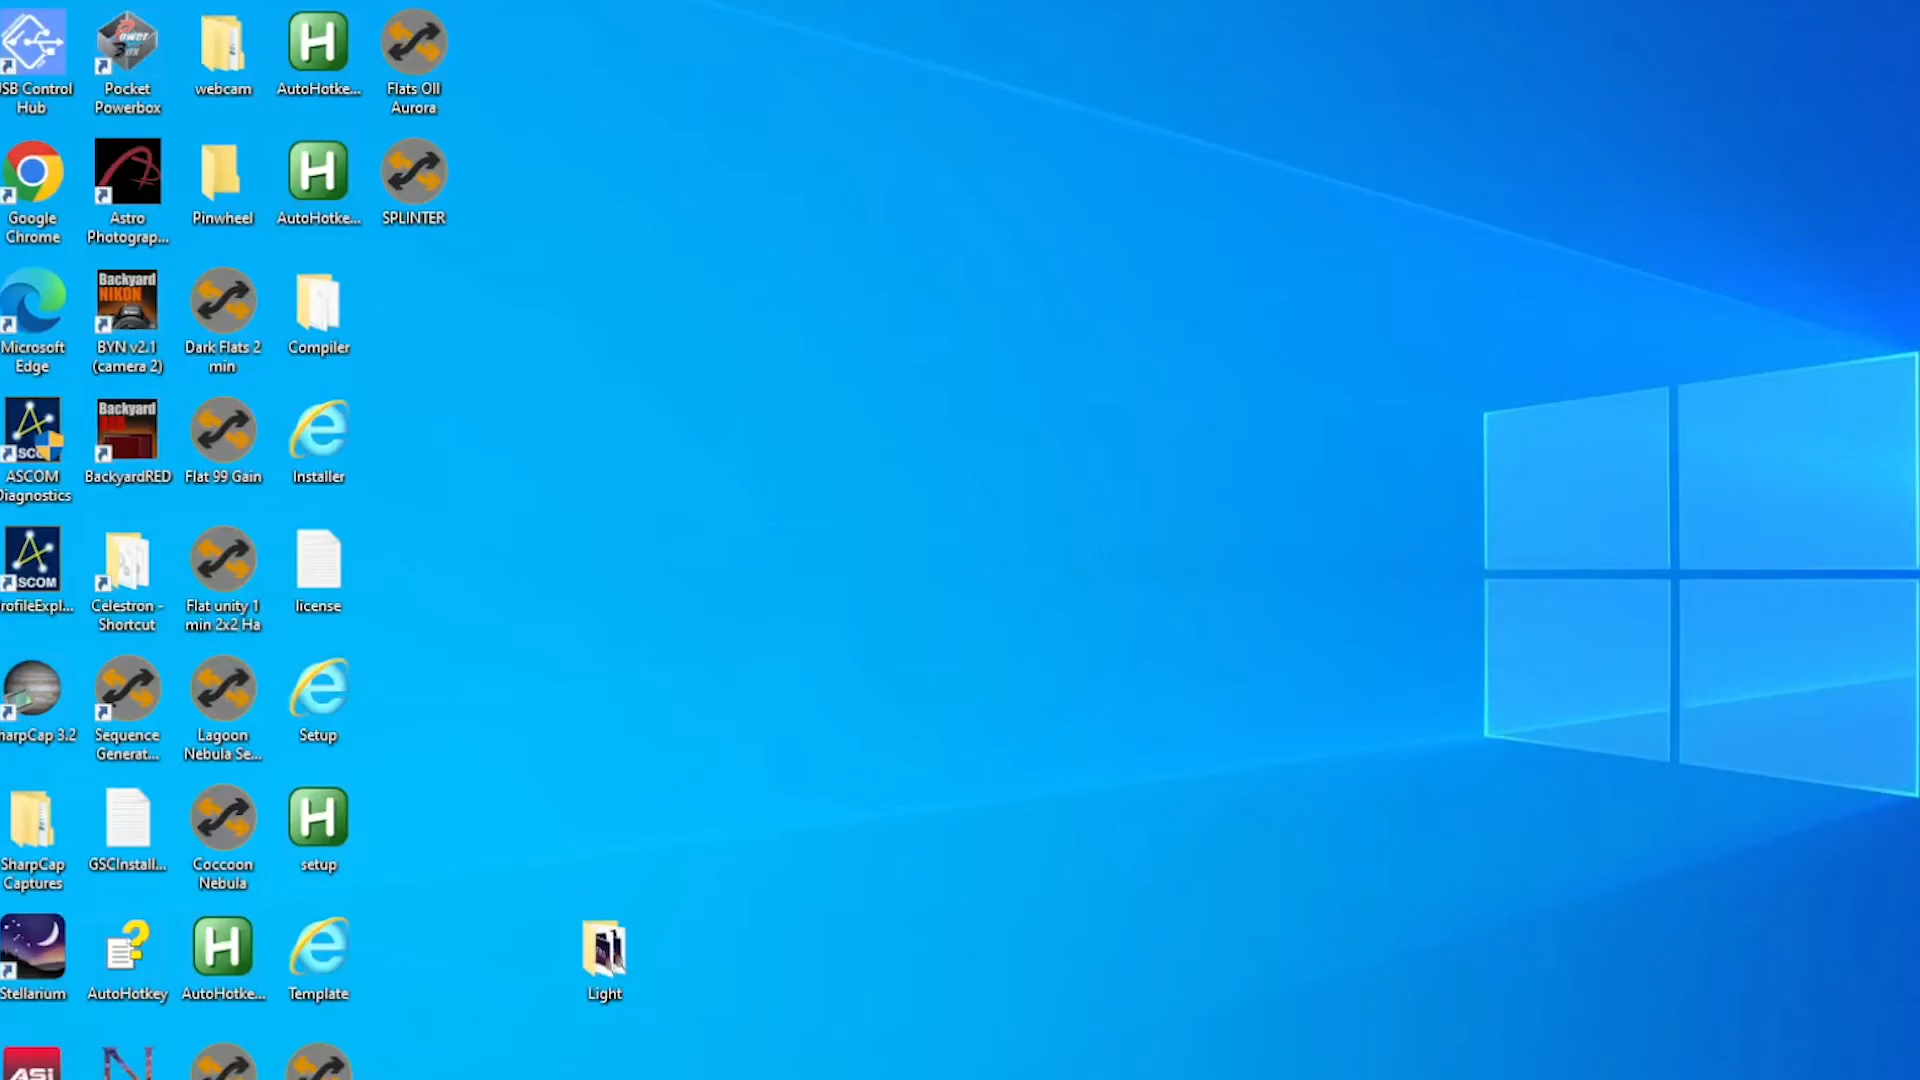 SB Control
Hub
Pocket
Powerbox
webcam
AutoHotke...
Flats Oll
Aurora
Google
Chrome
Astro
Photograp...
Pinwheel
AutoHotke...
SPLINTER
Microsoft
Edge
Backyard
NIKON
BYN v2.1
(camera 2)
Dark Flats 2
min
Compiler
ASCOM
Diagnostics
Backyard
BackyardRED
Flat 99 Gain
Installer
SCOM
rofileExpl...
Celestron -
Shortcut
Flat unity 1
min 2x2 Ha
license
harpCap 3.2
Sequence
Generat...
Lagoon
Nebula Se...
Setup
SharpCap
Captures
GSCInstall...
Coccoon
Nebula
setup
Stellarium
AutoHotkey
AutoHotke...
Template
Light
ASi